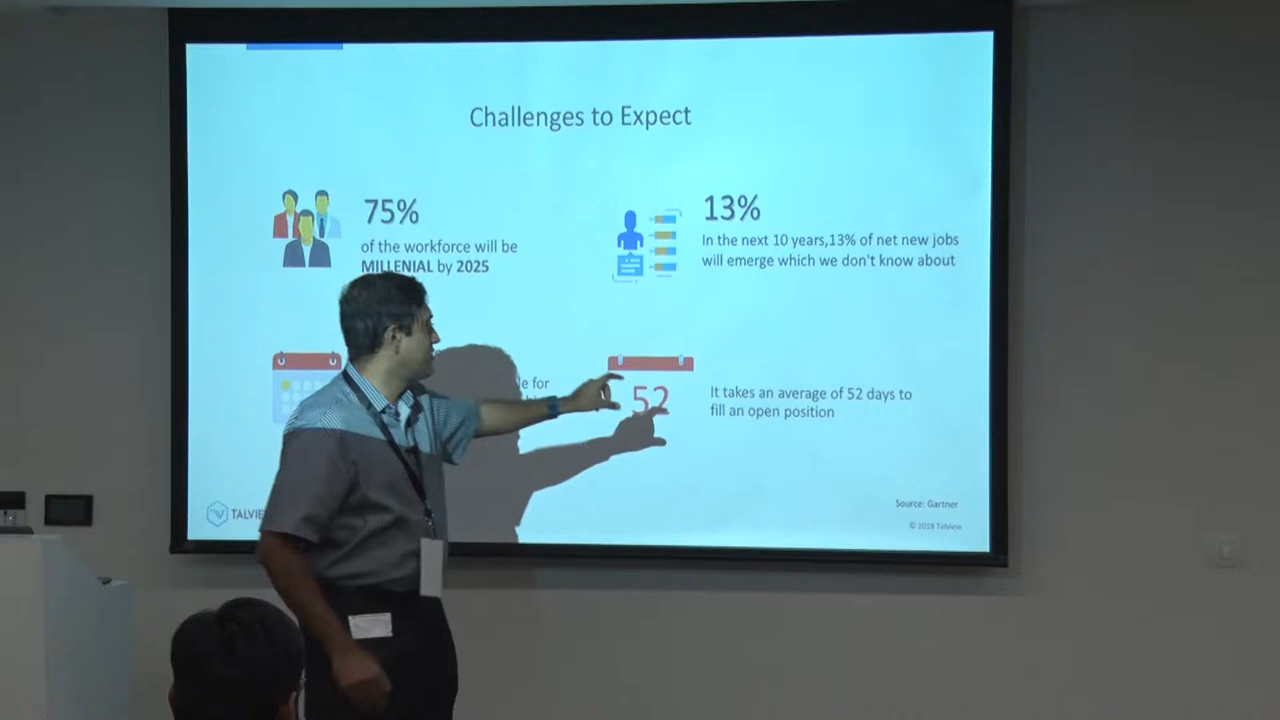 Challenges to Expect
75%
of the workforce will be
MILLENIAL by 2025
13%
In the next 10 years,13% of net new jobs
will emerge which we don't know about
for
52
It takes an average of 52 days to
fill an open position
Source: Gartner
© 2018 Talview